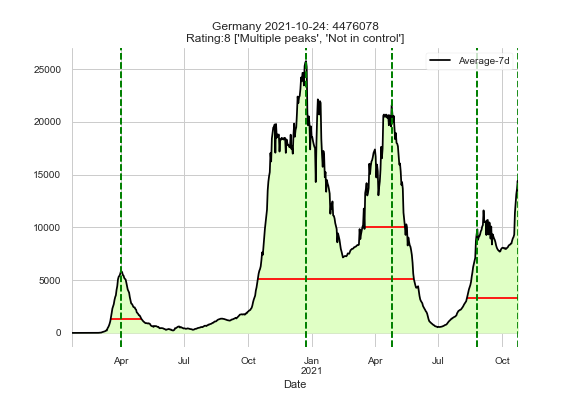 Germany 2021-10-24: 4476078
Rating:8 ['Multiple peaks', 'Not in control']
Average-7d
25000
20000
15000
10000
5000
0
Apr Jul Oct Jan Apr Jul Oct
2021
Date